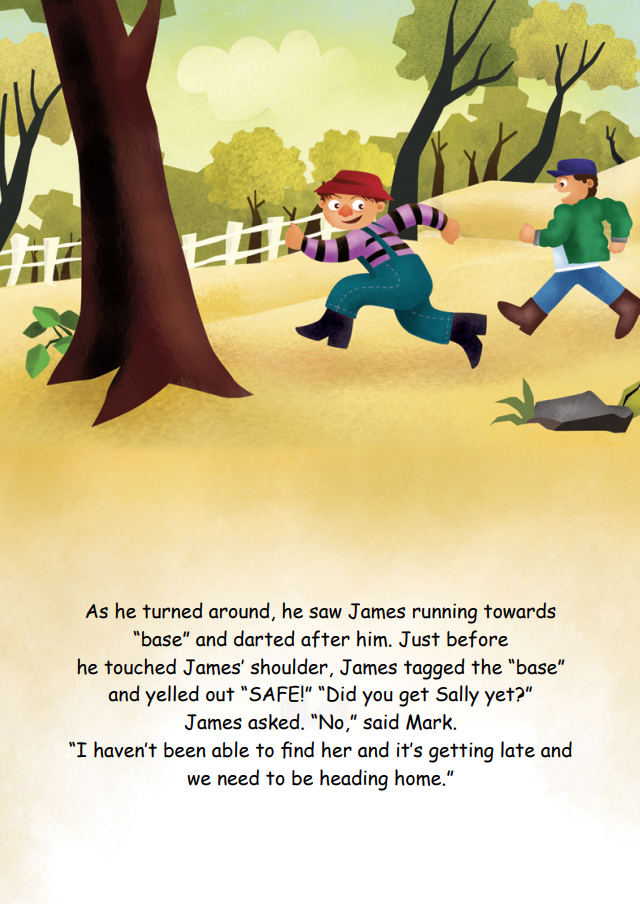 As he turned around, he saw James running towards
“base” and darted after him. Just before
he touched James’ shoulder, James tagged the “base”
and yelled out “SAFE!” “Did you get Sally yet?”
James asked. “No,” said Mark.
“I haven’t been able to find her and it’s getting late and
we need to be heading home.”